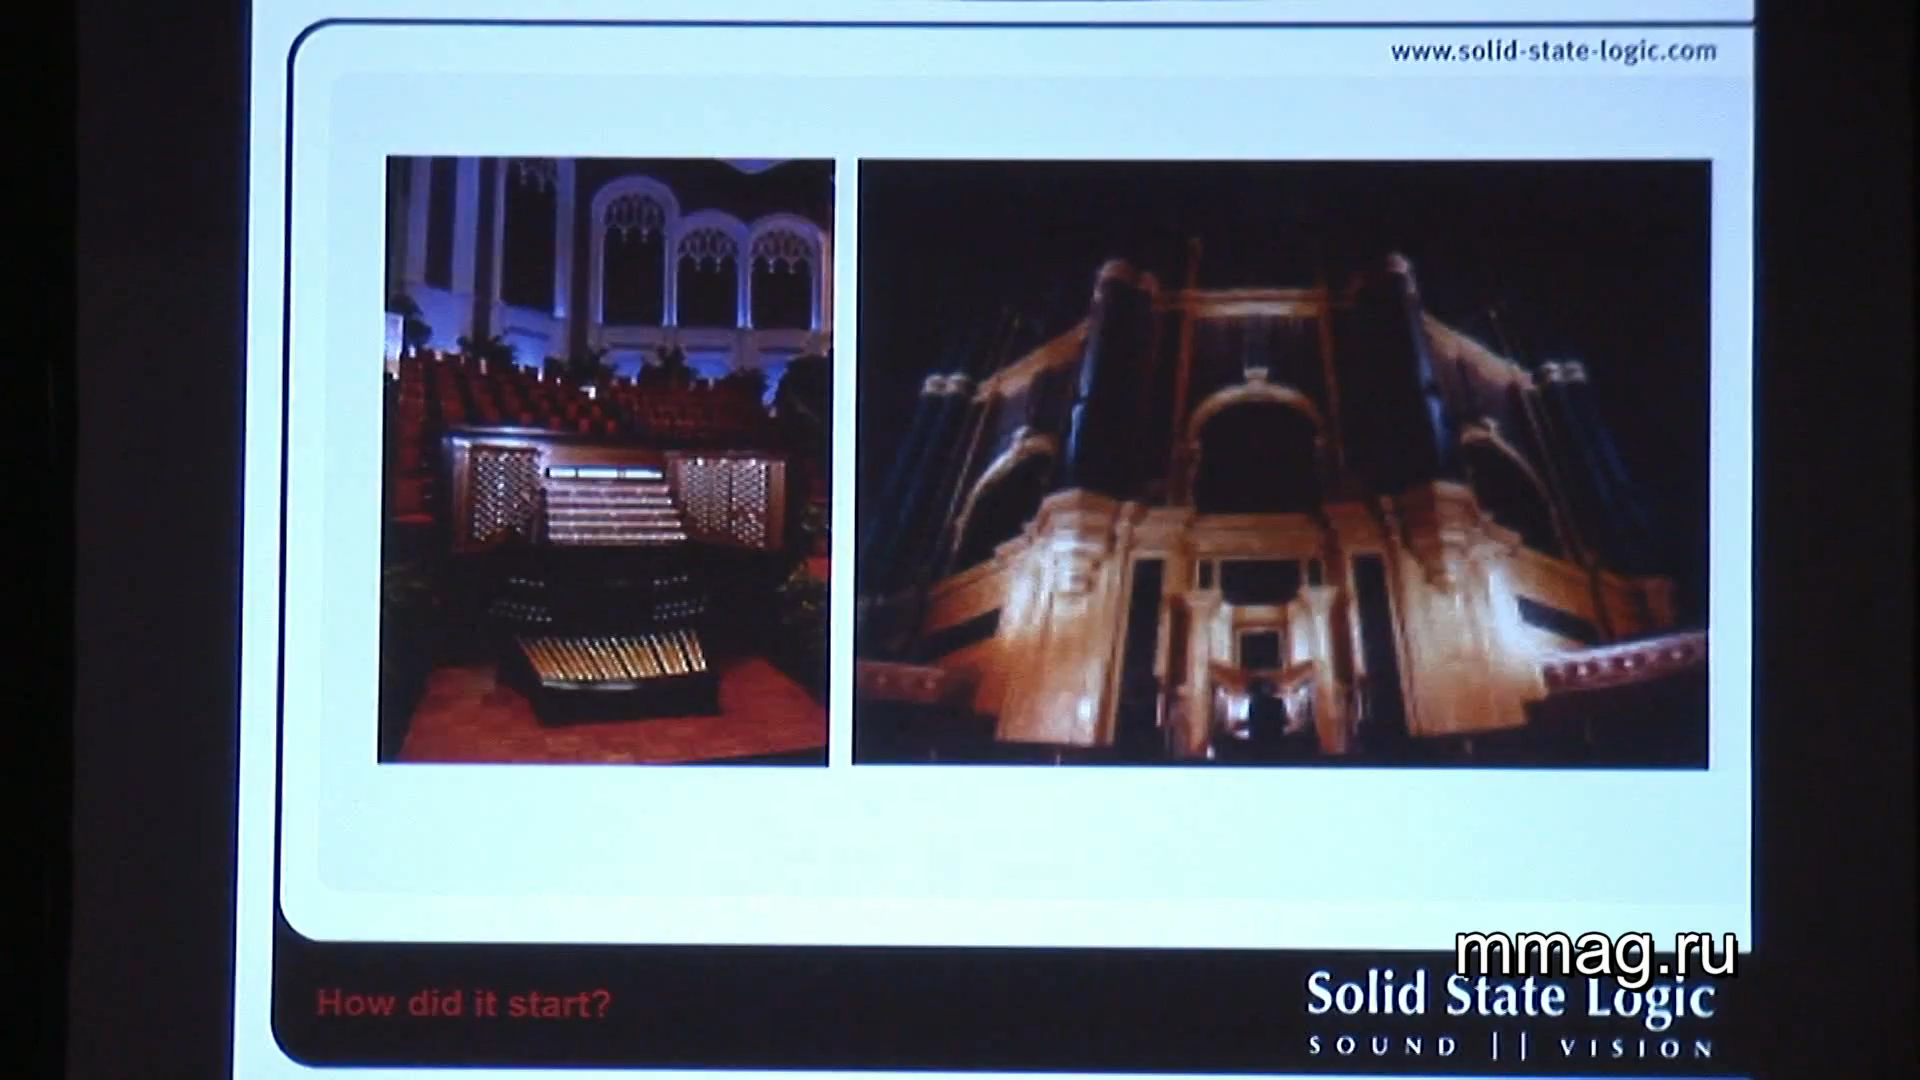 www.solid-state-logic.com
How did it start?
mmag.ru
Solid State Logic
SOUND || VISION